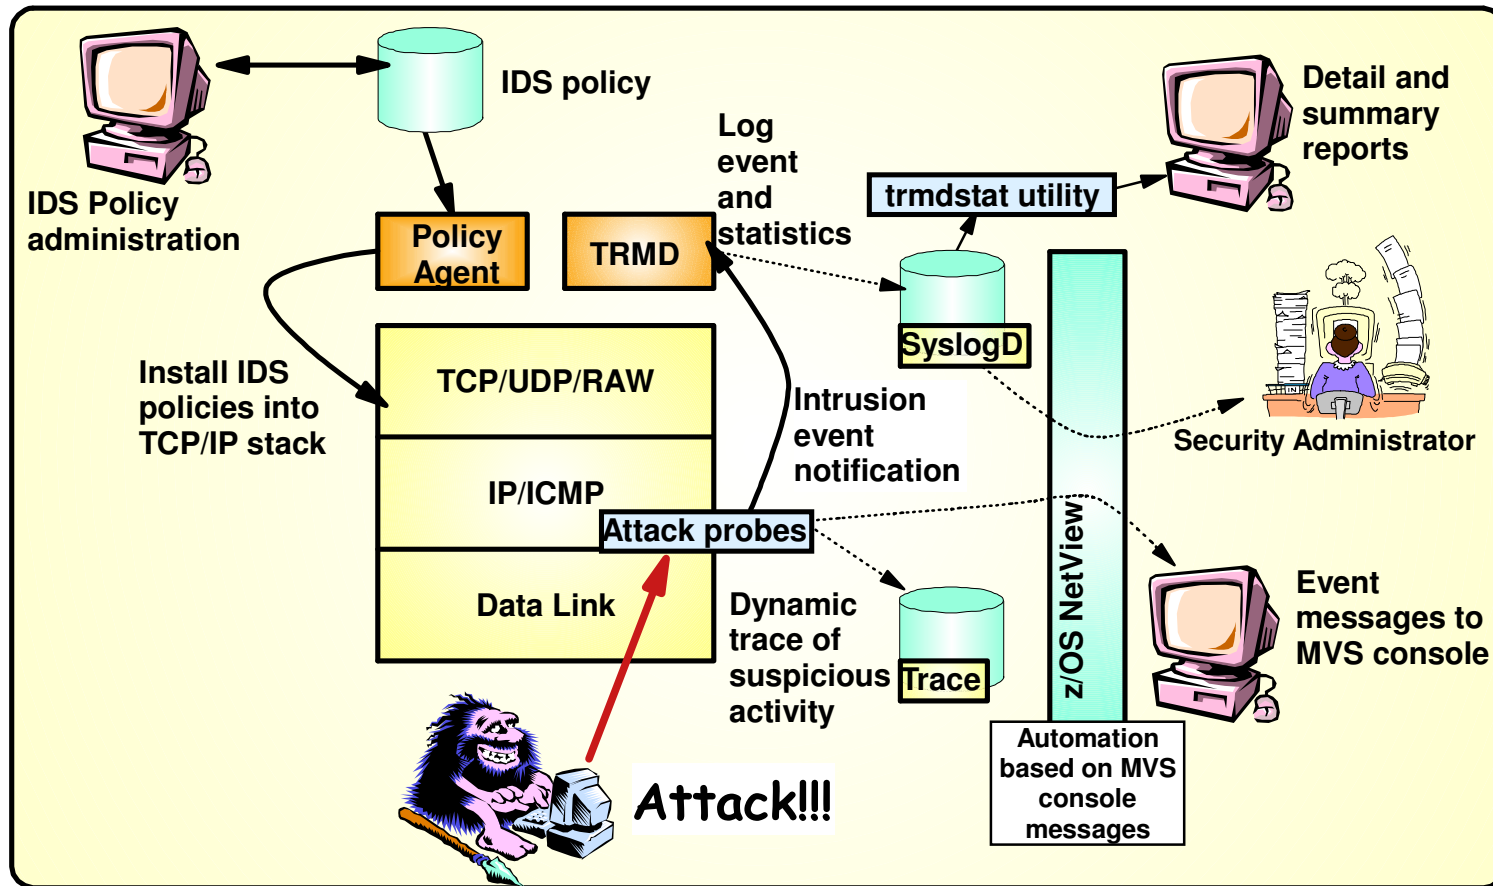 IDS policy
IDS Policy
administration
Policy
Agent
TRMD
Log
event
and
statistics
trmdstat utility
Detail and
summary
reports
SyslogD
Install IDS
policies into
TCP/IP stack
TCP/UDP/RAW
IP/ICMP
Attack probes
Data Link
Intrusion
event
notification
IN
Security Administrator
z/OS NetView
Dynamic
trace of
suspicious
activity
Trace
Event
messages to
MVS console
Automation
based on MVS
console
messages
Attack!!!